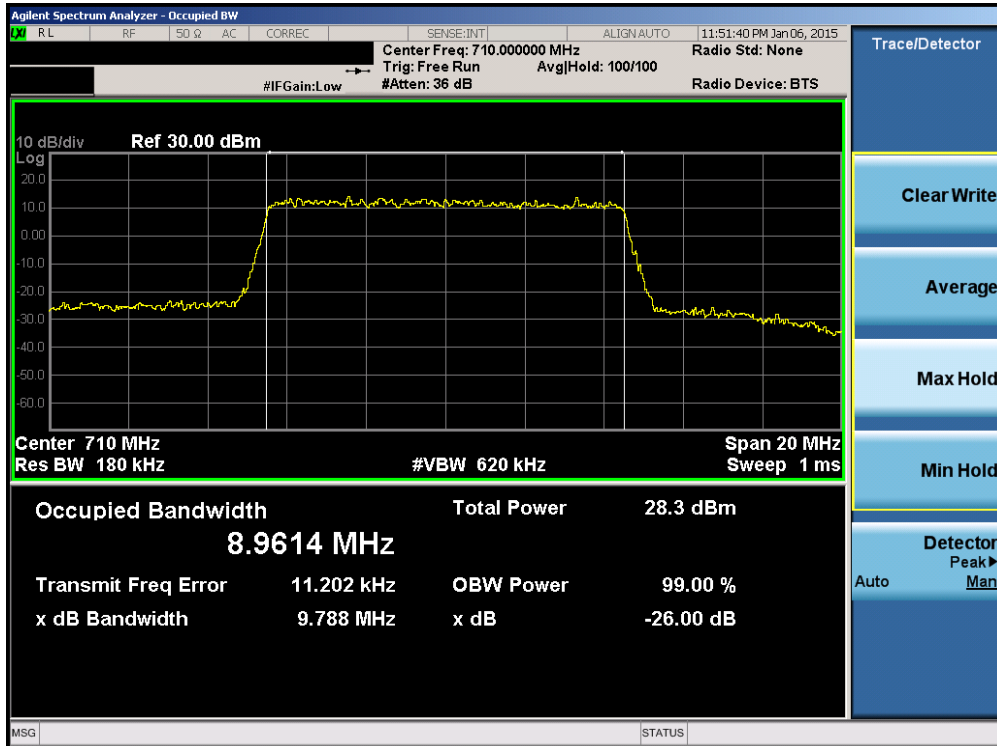 Agilent Spectrum Analyzer - Occupied BW
LXI RL RF 50 Ω AC CORREC SENSE:INT ALIGNAUTO 11:51:40 PM Jan 06, 2015
Center Freq: 710.000000 MHz Radio Std: None
Trig: Free Run Avg|Hold: 100/100
#IFGain:Low #Atten: 36 dB Radio Device: BTS
Trace/Detector
10 dB/div Ref 30.00 dBm
Log
20.0
10.0
0.00
-10.0
-20.0
-30.0
-40.0
-50.0
-60.0
Center 710 MHz Span 20 MHz
Res BW 180 kHz #VBW 620 kHz Sweep 1 ms
Occupied Bandwidth Total Power 28.3 dBm
8.9614 MHz
Transmit Freq Error 11.202 kHz OBW Power 99.00 %
x dB Bandwidth 9.788 MHz x dB -26.00 dB
Clear Write
Average
Max Hold
Min Hold
Detector
Peak▶
Auto Man
MSG STATUS